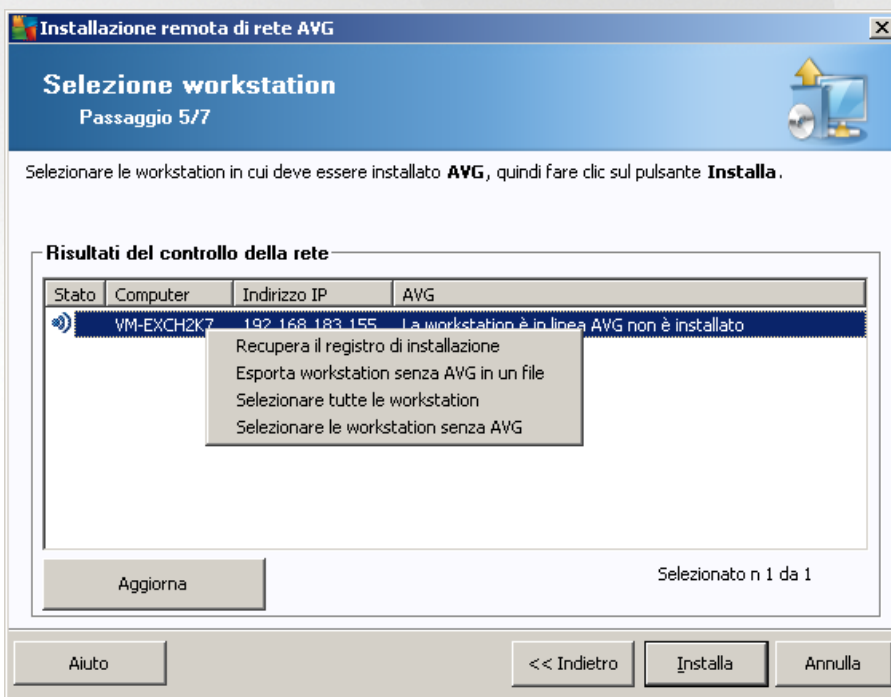 Installazione remota di rete AVG
Selezione workstation
Passaggio 5/7
Selezionare le workstation in cui deve essere installato AVG, quindi fare clic sul pulsante Installa.
Risultati del controllo della rete
Stato Computer Indirizzo IP AVG
VM-EXCH2K7 192.168.183.155 La workstation è in linea AVG non è installato
Recupera il registro di installazione
Esporta workstation senza AVG in un file
Selezionare tutte le workstation
Selezionare le workstation senza AVG
Aggiorna
Selezionato n 1 da 1
Aiuto
<< Indietro
Installa
Annulla